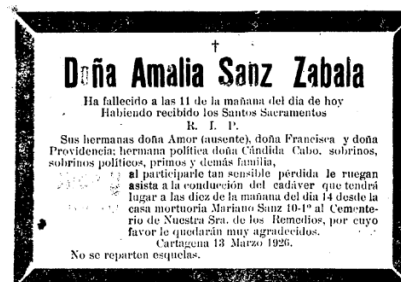 Doña Amalia Sanz Zabala
Ha fallecido a las 11 de la mañana del dia de hoy
Habiendo recibido los Santos Sacramentos
R. I. P.
Sus hermanas doña Amor (ausente), doña Francisca y doña
Providencia; hermana política doña Cándida Cabo. sobrinos,
sobrinos políticos, primos y demás familia,
al participarle tan sensible pérdida le ruegan
asista a la conducción del cadáver que tendrá
lugar a las diez de la mañana del dia 14 desde la
casa mortuoria Mariano Sanz 10-1º al Cemente-
rio de Nuestra Sra. de los Remedios, por cuyo
favor le quedarán muy agradecidos.
Cartagena 13 Marzo 1926.
No se reparten esquelas.